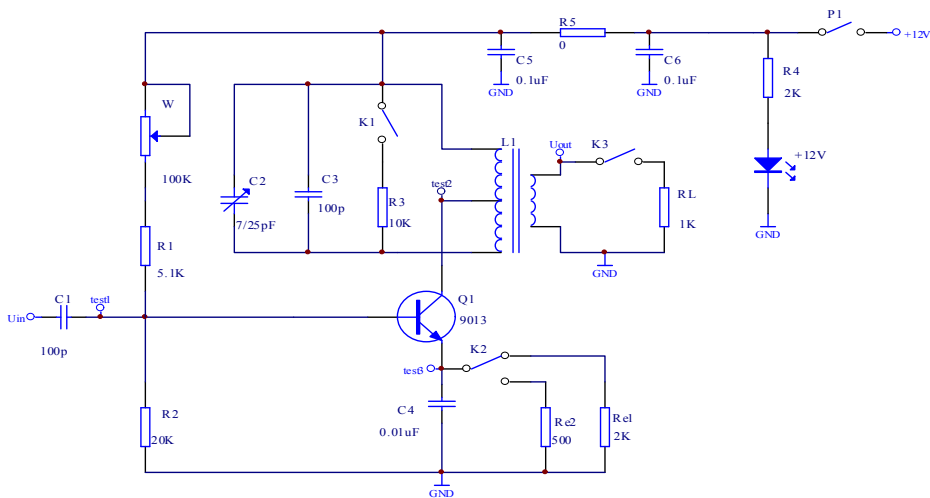 R5
0
P1
+12V
C5
0.1uF
GND
C6
0.1uF
GND
R4
2K
W
100K
K1
L1
Uout
K3
+12V
C2
7/25pF
C3
100p
R3
10K
test2
RL
1K
GND
GND
R1
5.1K
C1
test1
Uin
100p
Q1
9013
K2
test3
C4
0.01uF
R2
20K
Re2
500
Re1
2K
GND